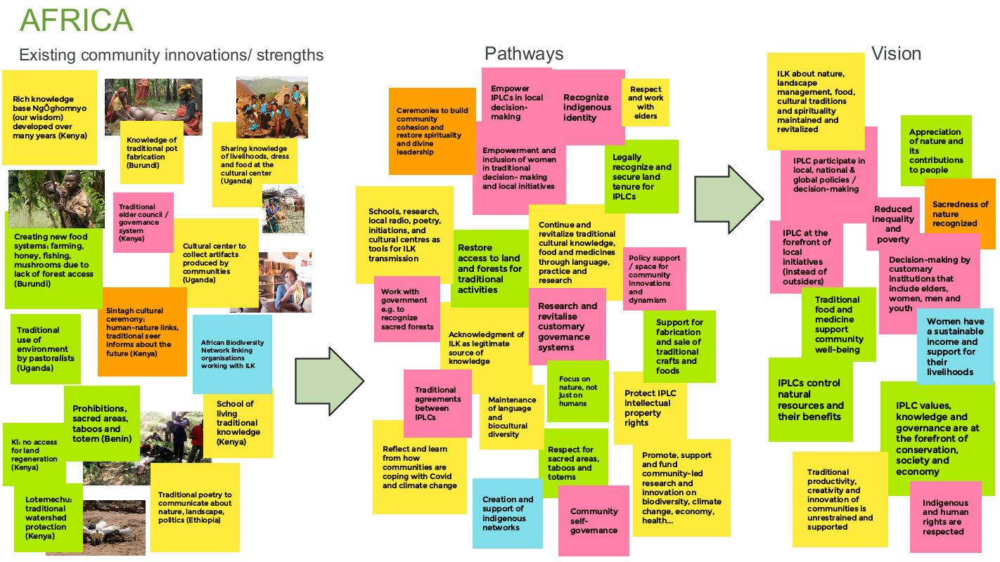 AFRICA
Existing community innovations/ strengths
Rich knowledge
base NgŐghomnyo
(our wisdom)
developed over
many years (Kenya)
Knowledge of
traditional pot
fabrication
(Burundi)
Sharing knowledge
of livelihoods, dress
and food at the
cultural center
(Uganda)
Traditional
elder council /
governance
system
(Kenya)
Creating new food
systems: farming,
honey, fishing,
mushrooms due to
lack of forest access
(Burundi)
Cultural center to
collect artifacts
produced by
communities
(Uganda)
Sintagh cultural
ceremony:
human-nature links,
traditional seer
informs about the
future (Kenya)
Traditional
use of
environment
by pastoralists
(Uganda)
African Biodiversity
Network linking
organisations
working with ILK
Prohibitions,
sacred areas,
taboos and
totem (Benin)
School of
living
traditional
knowledge
(Kenya)
Kĩ: no access
for land
regeneration
(Kenya)
Lotemechu:
traditional
watershed
protection
(Kenya)
Traditional poetry to
communicate about
nature, landscape,
politics (Ethiopia)
Pathways
Ceremonies to build
community
cohesion and
restore spirituality
and divine
leadership
Empower
IPLCs in local
decision-
making
Recognize
indigenous
identity
Respect
and work
with
elders
Empowerment and
inclusion of women
in traditional
decision- making
and local initiatives
Legally
recognize and
secure land
tenure for
IPLCs
Schools, research,
local radio, poetry,
initiations, and
cultural centres as
tools for ILK
transmission
Restore
access to land
and forests for
traditional
activities
Continue and
revitalize traditional
cultural knowledge,
food and medicines
through language,
practice and
research
Policy support
/ space for
community
innovations
and
dynamism
Work with
government
e.g. to
recognize
sacred forests
Acknowledgment of
ILK as legitimate
source of
knowledge
Research and
revitalise
customary
governance
systems
Support for
fabrication
and sale of
traditional
crafts and
foods
Traditional
agreements
between
IPLCs
Maintenance
of language
and
biocultural
diversity
Focus on
nature, not
just on
humans
Protect IPLC
intellectual
property
rights
Reflect and learn
from how
communities are
coping with Covid
and climate change
Respect for
sacred areas,
taboos and
totems
Promote, support
and fund
community-led
research and
innovation on
biodiversity, climate
change, economy,
health...
Creation and
support of
indigenous
networks
Community
self-
governance
Vision
ILK about nature,
landscape
management, food,
cultural traditions
and spirituality
maintained and
revitalized
Appreciation
of nature and
its
contributions
to people
IPLC participate in
local, national &
global policies /
decision-making
Sacredness of
nature
recognized
Reduced
inequality
and
poverty
IPLC at the
forefront of
local
initiatives
(instead of
outsiders)
Decision-making by
customary
institutions that
include elders,
women, men and
youth
Traditional
food and
medicine
support
community
well-being
Women have
a sustainable
income and
support for
their
livelihoods
IPLCs control
natural
resources and
their benefits
IPLC values,
knowledge and
governance are at
the forefront of
conservation,
society and
economy
Traditional
productivity,
creativity and
innovation of
communities is
unrestrained and
supported
Indigenous
and human
rights are
respected